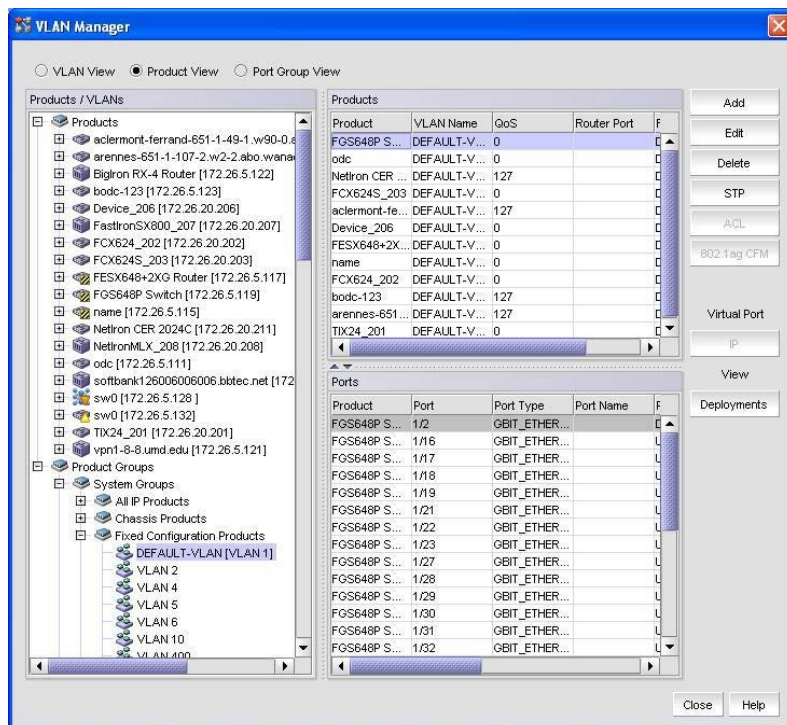 VLAN Manager
VLAN View Product View Port Group View
Products / VLANs
Products
aclermont-ferrand-651-1-49-1.w90-0.a
arennes-651-1-107-2.w2-2.abo.wana
BigIron RX-4 Router [172.26.5.122]
bodc-123 [172.26.5.123]
Device_206 [172.26.20.206]
FastIronSX800_207 [172.26.20.207]
FCX624_202 [172.26.20.202]
FCX624S_203 [172.26.20.203]
FESX648+2XG Router [172.26.5.117]
FGS648P Switch [172.26.5.119]
name [172.26.5.115]
NetIron CER 2024C [172.26.20.211]
NetIronMLX_208 [172.26.20.208]
odc [172.26.5.111]
softbank126006006006.bbtec.net [172
sw0 [172.26.5.128 ]
sw0 [172.26.5.132]
TIX24_201 [172.26.20.201]
vpn1-8-8.umd.edu [172.26.5.121]
Product Groups
System Groups
All IP Products
Chassis Products
Fixed Configuration Products
DEFAULT-VLAN [VLAN 1]
VLAN 2
VLAN 4
VLAN 5
VLAN 6
VLAN 10
VLAN 400
Products
Product VLAN Name QoS Router Port F
FGS648P S... DEFAULT-V... 0
odc DEFAULT-V... 0
NetIron CER ... DEFAULT-V... 127
FCX624S_203 DEFAULT-V... 0
aclermont-fe... DEFAULT-V... 127
Device_206 DEFAULT-V... 0
FESX648+2X... DEFAULT-V... 0
name DEFAULT-V... 0
FCX624_202 DEFAULT-V... 0
bodc-123 DEFAULT-V... 127
arennes-651... DEFAULT-V... 127
TIX24_201 DEFAULT-V... 0
Ports
Product Port Port Type Port Name F
FGS648P S... 1/2 GBIT_ETHER...
FGS648P S... 1/16 GBIT_ETHER...
FGS648P S... 1/17 GBIT_ETHER...
FGS648P S... 1/18 GBIT_ETHER...
FGS648P S... 1/19 GBIT_ETHER...
FGS648P S... 1/21 GBIT_ETHER...
FGS648P S... 1/22 GBIT_ETHER...
FGS648P S... 1/23 GBIT_ETHER...
FGS648P S... 1/27 GBIT_ETHER...
FGS648P S... 1/28 GBIT_ETHER...
FGS648P S... 1/29 GBIT_ETHER...
FGS648P S... 1/30 GBIT_ETHER...
FGS648P S... 1/31 GBIT_ETHER...
FGS648P S... 1/32 GBIT_ETHER...
Add
Edit
Delete
STP
ACL
802.1ag CFM
Virtual Port
IP
View
Deployments
Close Help